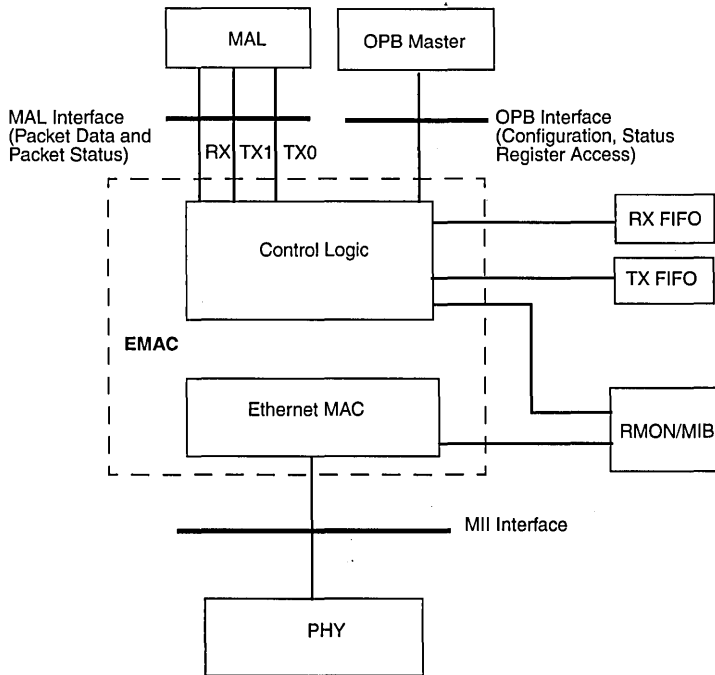 MAL
OPB Master
MAL Interface
(Packet Data and
Packet Status)
OPB Interface
(Configuration, Status
Register Access)
RX TX1 TX0
Control Logic
RX FIFO
TX FIFO
EMAC
Ethernet MAC
RMON/MIB
MII Interface
PHY